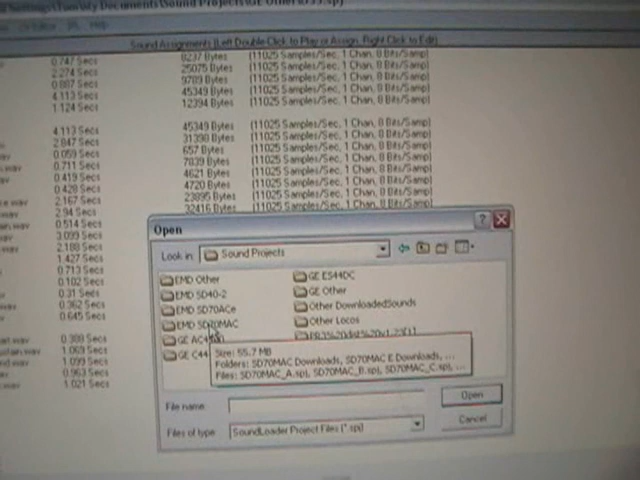 Sound Assignments (Left Double-Click to Play or Assign, Right Click to Edit)
0.747 Secs 8237 Bytes (11025 Samples/Sec, 1 Chan, 8 Bits/Samp)
2.274 Secs 25075 Bytes (11025 Samples/Sec, 1 Chan, 8 Bits/Samp)
0.887 Secs 9789 Bytes (11025 Samples/Sec, 1 Chan, 8 Bits/Samp)
4.113 Secs 45349 Bytes (11025 Samples/Sec, 1 Chan, 8 Bits/Samp)
1.124 Secs 12394 Bytes (11025 Samples/Sec, 1 Chan, 8 Bits/Samp)
4.113 Secs 45349 Bytes (11025 Samples/Sec, 1 Chan, 8 Bits/Samp)
2.847 Secs 31398 Bytes (11025 Samples/Sec, 1 Chan, 8 Bits/Samp)
0.059 Secs 657 Bytes (11025 Samples/Sec, 1 Chan, 8 Bits/Samp)
0.711 Secs 7839 Bytes (11025 Samples/Sec, 1 Chan, 8 Bits/Samp)
0.419 Secs 4621 Bytes (11025 Samples/Sec, 1 Chan, 8 Bits/Samp)
0.428 Secs 4720 Bytes (11025 Samples/Sec, 1 Chan, 8 Bits/Samp)
2.167 Secs 23895 Bytes (11025 Samples/Sec, 1 Chan, 8 Bits/Samp)
2.94 Secs 32416 Bytes (11025 Samples/Sec, 1 Chan, 8 Bits/Samp)
0.514 Secs
3.099 Secs
2.188 Secs
1.427 Secs
0.713 Secs
0.102 Secs
0.31 Secs
0.362 Secs
0.645 Secs
0.388 Secs
1.069 Secs
1.099 Secs
0.963 Secs
1.021 Secs
Open
Look in: Sound Projects
EMD Other GE ES44DC
EMD SD40-2 GE Other
EMD SD70ACe Other DownloadedSounds
EMD SD70MAC Other Locos
GE C44
Size: 55.7 MB
Folders: SD70MAC Downloads, SD70MAC E Downloads, ...
Files: SD70MAC_A.spj, SD70MAC_B.spj, SD70MAC_C.spj, ...
File name: Open
Files of type: SoundLoader Project Files (*.spj) Cancel